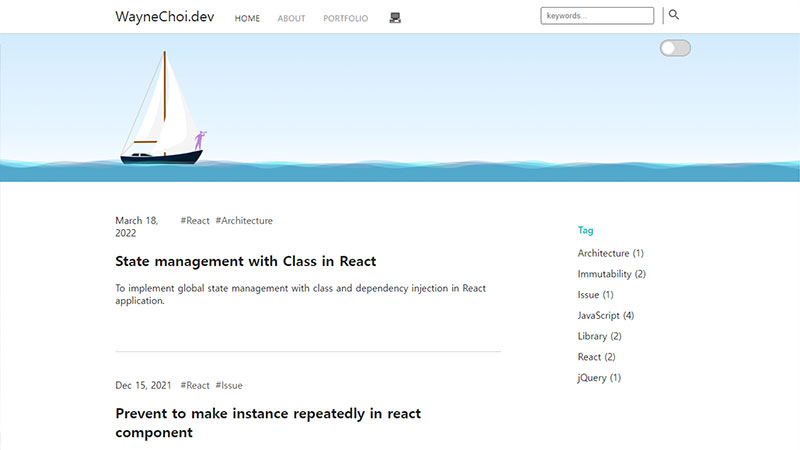 WayneChoi.dev HOME ABOUT PORTFOLIO keywords...
March 18, 2022 #React #Architecture
State management with Class in React
To implement global state management with class and dependency injection in React
application.
Dec 15, 2021 #React #Issue
Prevent to make instance repeatedly in react
component
Tag
Architecture (1)
Immutability (2)
Issue (1)
JavaScript (4)
Library (2)
React (2)
jQuery (1)